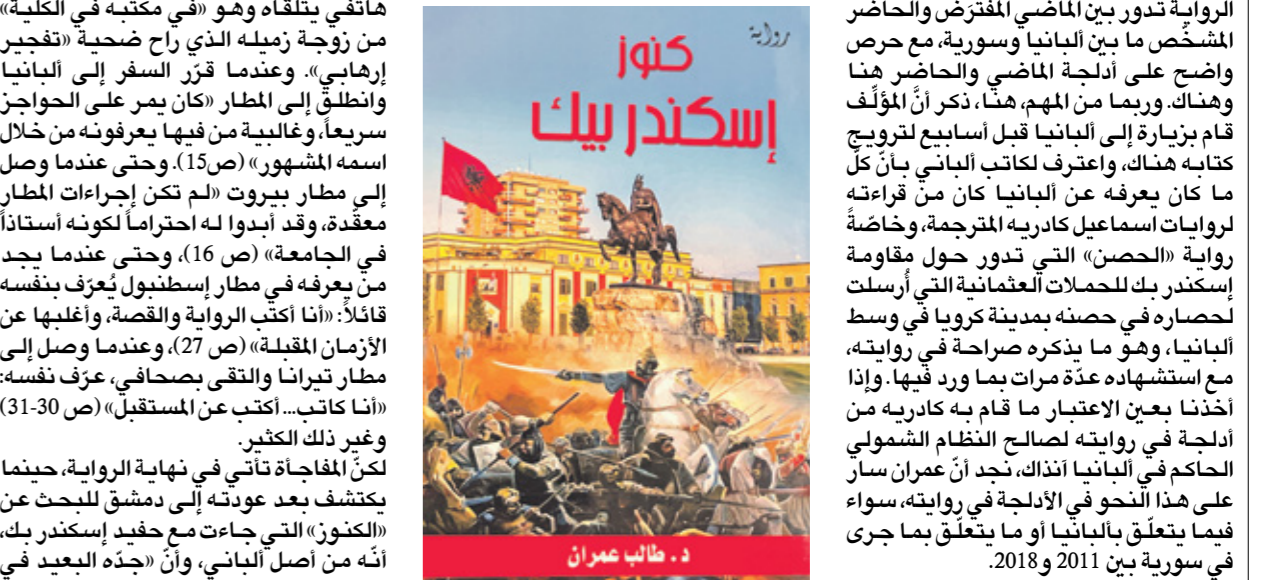 الرواية تدور بين الماضي المفترَض والحاضر
المشخّص ما بين ألبانيا وسورية، مع حرص
واضح على أدلجة الماضي والحاضر هنا
وهناك. وربما من المهم، هنا، ذكر أنَّ المؤلِّف
قام بزيارة إلى ألبانيا قبل أسابيع لترويج
كتابه هناك، واعترف لكاتب ألباني بأنّ كلّ
ما كان يعرفه عن ألبانيا كان من قراءته
لروايات اسماعيل كادريه المترجمة، وخاصّةً
رواية «الحصن» التي تدور حول مقاومة
إسكندر بك للحملات العثمانية التي أُرسلت
لحصاره في حصنه بمدينة كرويا في وسط
ألبانيا، وهو ما يذكره صراحة في روايته،
مع استشهاده عدّة مرات بما ورد فيها. وإذا
أخذنا بعين الاعتبار ما قام به كادريه من
أدلجة في روايته لصالح النظام الشمولي
الحاكم في ألبانيا آنذاك، نجد أنّ عمران سار
على هذا النحو في الأدلجة في روايته، سواء
فيما يتعلّق بألبانيا أو ما يتعلّق بما جرى
في سورية بين 2011 و2018.
رواية
كنوز
إسكندر بيك
د. طالب عمران
هاتفي يتلقاه وهو «في مكتبه في الكلية»
من زوجة زميله الذي راح ضحية «تفجير
إرهابي». وعندما قرّر السفر إلى ألبانيا
وانطلق إلى المطار «كان يمر على الحواجز
سريعاً، وغالبية من فيها يعرفونه من خلال
اسمه المشهور» (ص15). وحتى عندما وصل
إلى مطار بيروت «لم تكن إجراءات المطار
معقّدة، وقد أبدوا له احتراماً لكونه أستاذاً
في الجامعة» (ص 16)، وحتى عندما يجد
من يعرفه في مطار إسطنبول يُعرّف بنفسه
قائلاً: «أنا أكتب الرواية والقصة، وأغلبها عن
الأزمان المقبلة» (ص 27)، وعندما وصل إلى
مطار تيرانا والتقى بصحافي، عرّف نفسه:
«أنا كاتب... أكتب عن المستقبل» (ص 30-31)
وغير ذلك الكثير.
لكنّ المفاجأة تأتي في نهاية الرواية، حينما
يكتشف بعد عودته إلى دمشق للبحث عن
«الكنوز» التي جاءت مع حفيد إسكندر بك،
أنّه من أصل ألباني، وأنّ «جدّه البعيد في